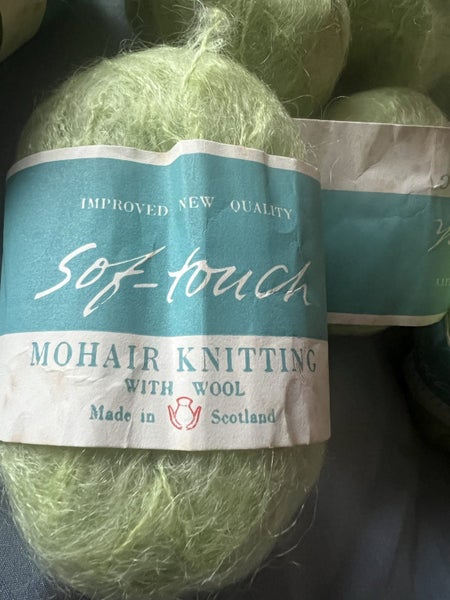 IMPROVED NEW QUALITY
Sof-touch
MOHAIR KNITTING
WITH WOOL
Made in Scotland